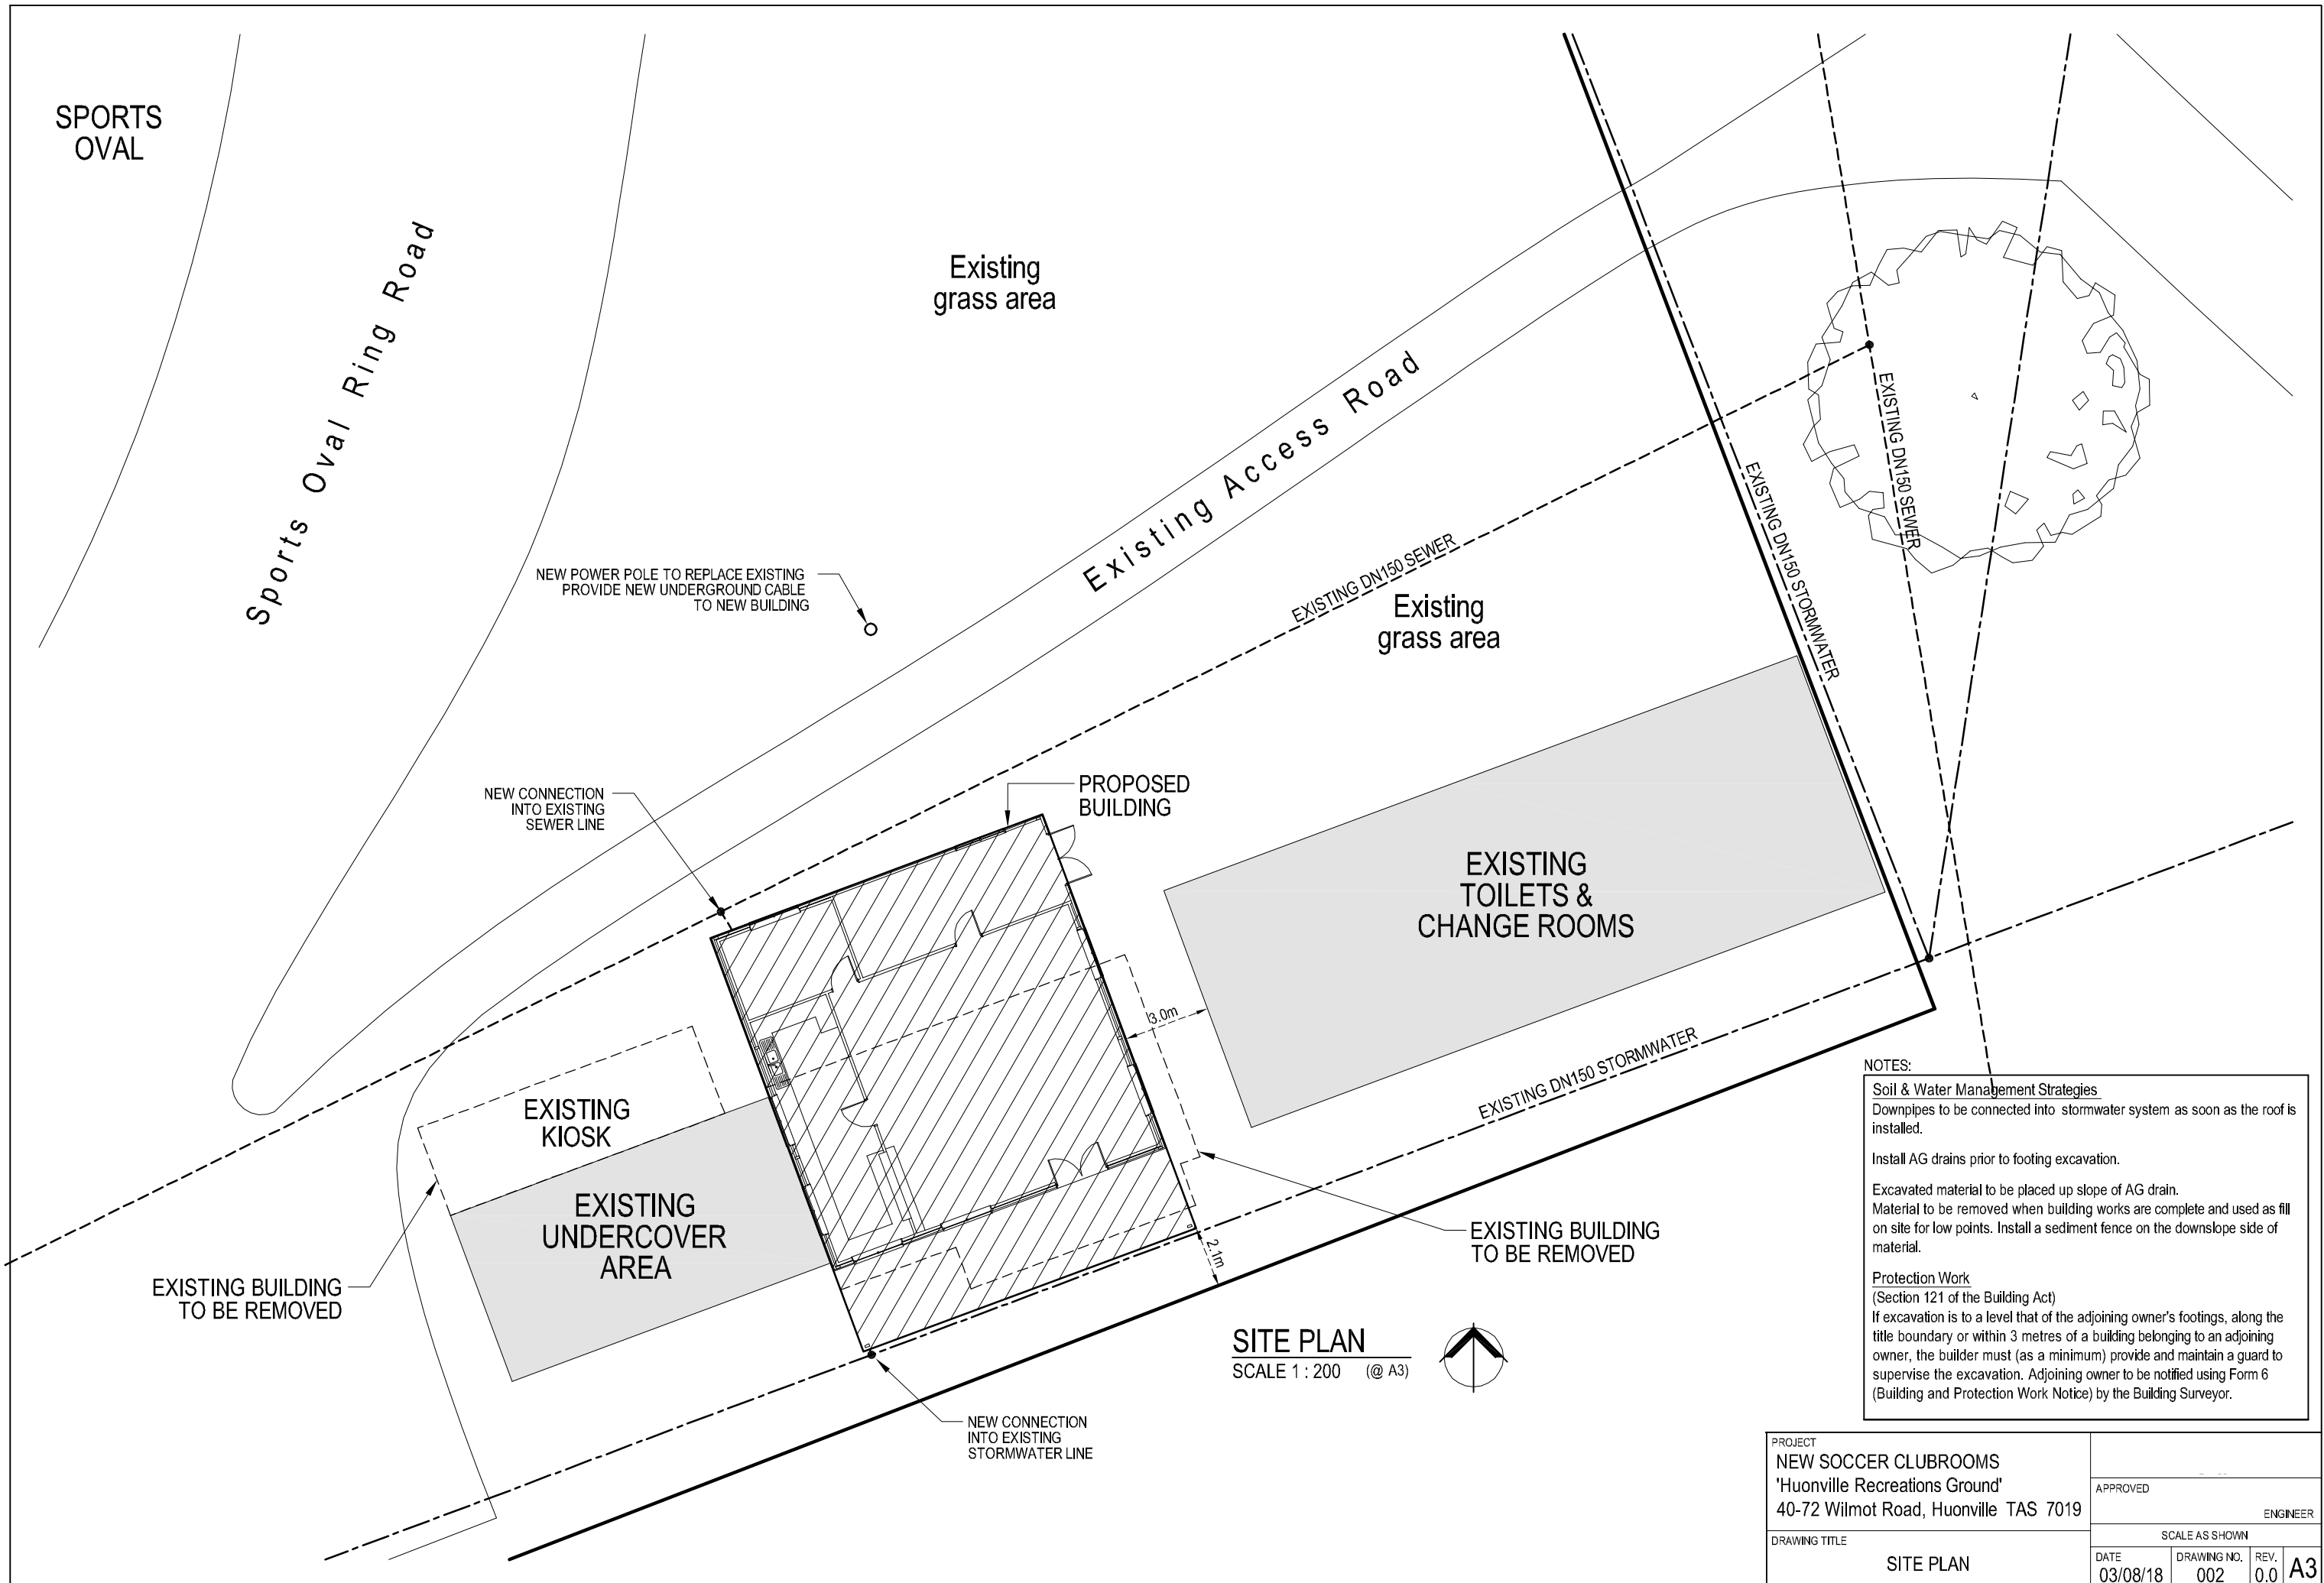 SPORTS
OVAL
Sports Oval Ring Road
Existing
grass area
Existing Access Road
NEW POWER POLE TO REPLACE EXISTING
PROVIDE NEW UNDERGROUND CABLE
TO NEW BUILDING
EXISTING DN150 SEWER
EXISTING DN150 SEWER
EXISTING DN150 STORMWATER
Existing
grass area
NEW CONNECTION
INTO EXISTING
SEWER LINE
PROPOSED
BUILDING
EXISTING
TOILETS &
CHANGE ROOMS
3.0m
EXISTING DN150 STORMWATER
EXISTING
KIOSK
EXISTING
UNDERCOVER
AREA
EXISTING BUILDING
TO BE REMOVED
EXISTING BUILDING
TO BE REMOVED
2.1m
NEW CONNECTION
INTO EXISTING
STORMWATER LINE
SITE PLAN
SCALE 1 : 200 (@ A3)
NOTES:
Soil & Water Management Strategies
Downpipes to be connected into stormwater system as soon as the roof is
installed.
Install AG drains prior to footing excavation.
Excavated material to be placed up slope of AG drain.
Material to be removed when building works are complete and used as fill
on site for low points. Install a sediment fence on the downslope side of
material.
Protection Work
(Section 121 of the Building Act)
If excavation is to a level that of the adjoining owner's footings, along the
title boundary or within 3 metres of a building belonging to an adjoining
owner, the builder must (as a minimum) provide and maintain a guard to
supervise the excavation. Adjoining owner to be notified using Form 6
(Building and Protection Work Notice) by the Building Surveyor.
PROJECT
NEW SOCCER CLUBROOMS
'Huonville Recreations Ground'
40-72 Wilmot Road, Huonville TAS 7019
DRAWING TITLE
SITE PLAN
APPROVED
ENGINEER
SCALE AS SHOWN
DATE
03/08/18
DRAWING NO.
002
REV.
0.0
A3